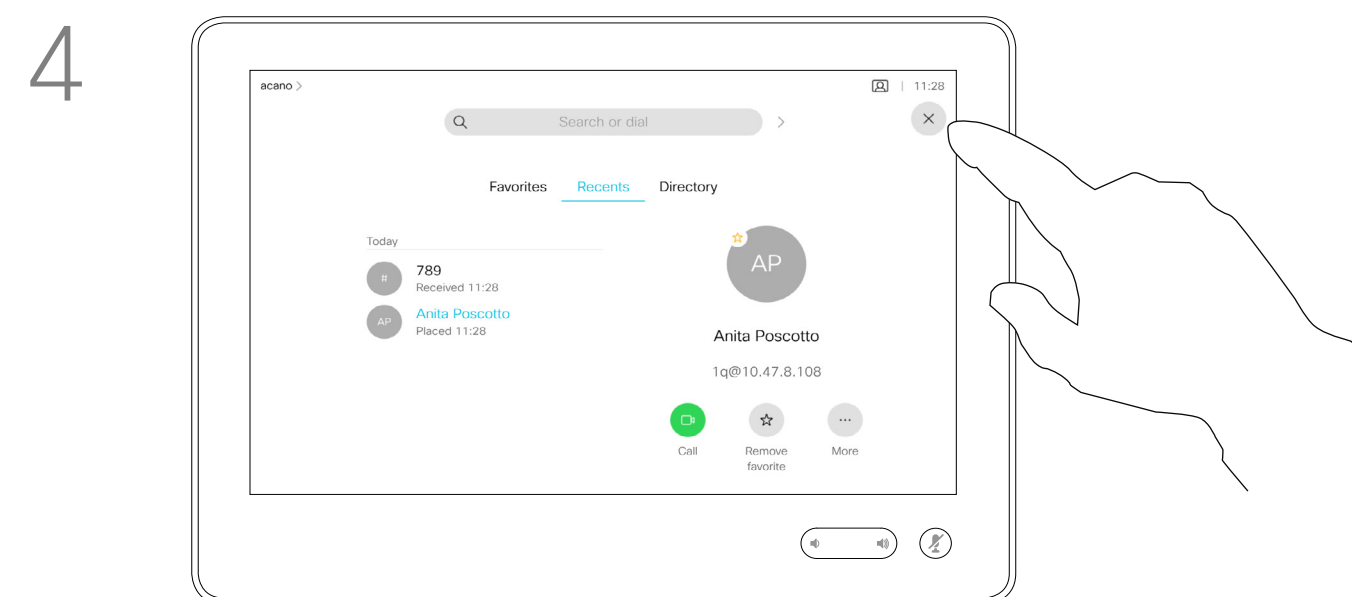 4
acano >
11:28
Search or dial
Favorites Recents Directory
Today
#
789
Received 11:28
AP
Anita Poscotto
Placed 11:28
AP
Anita Poscotto
1q@10.47.8.108
Call
Remove
favorite
More